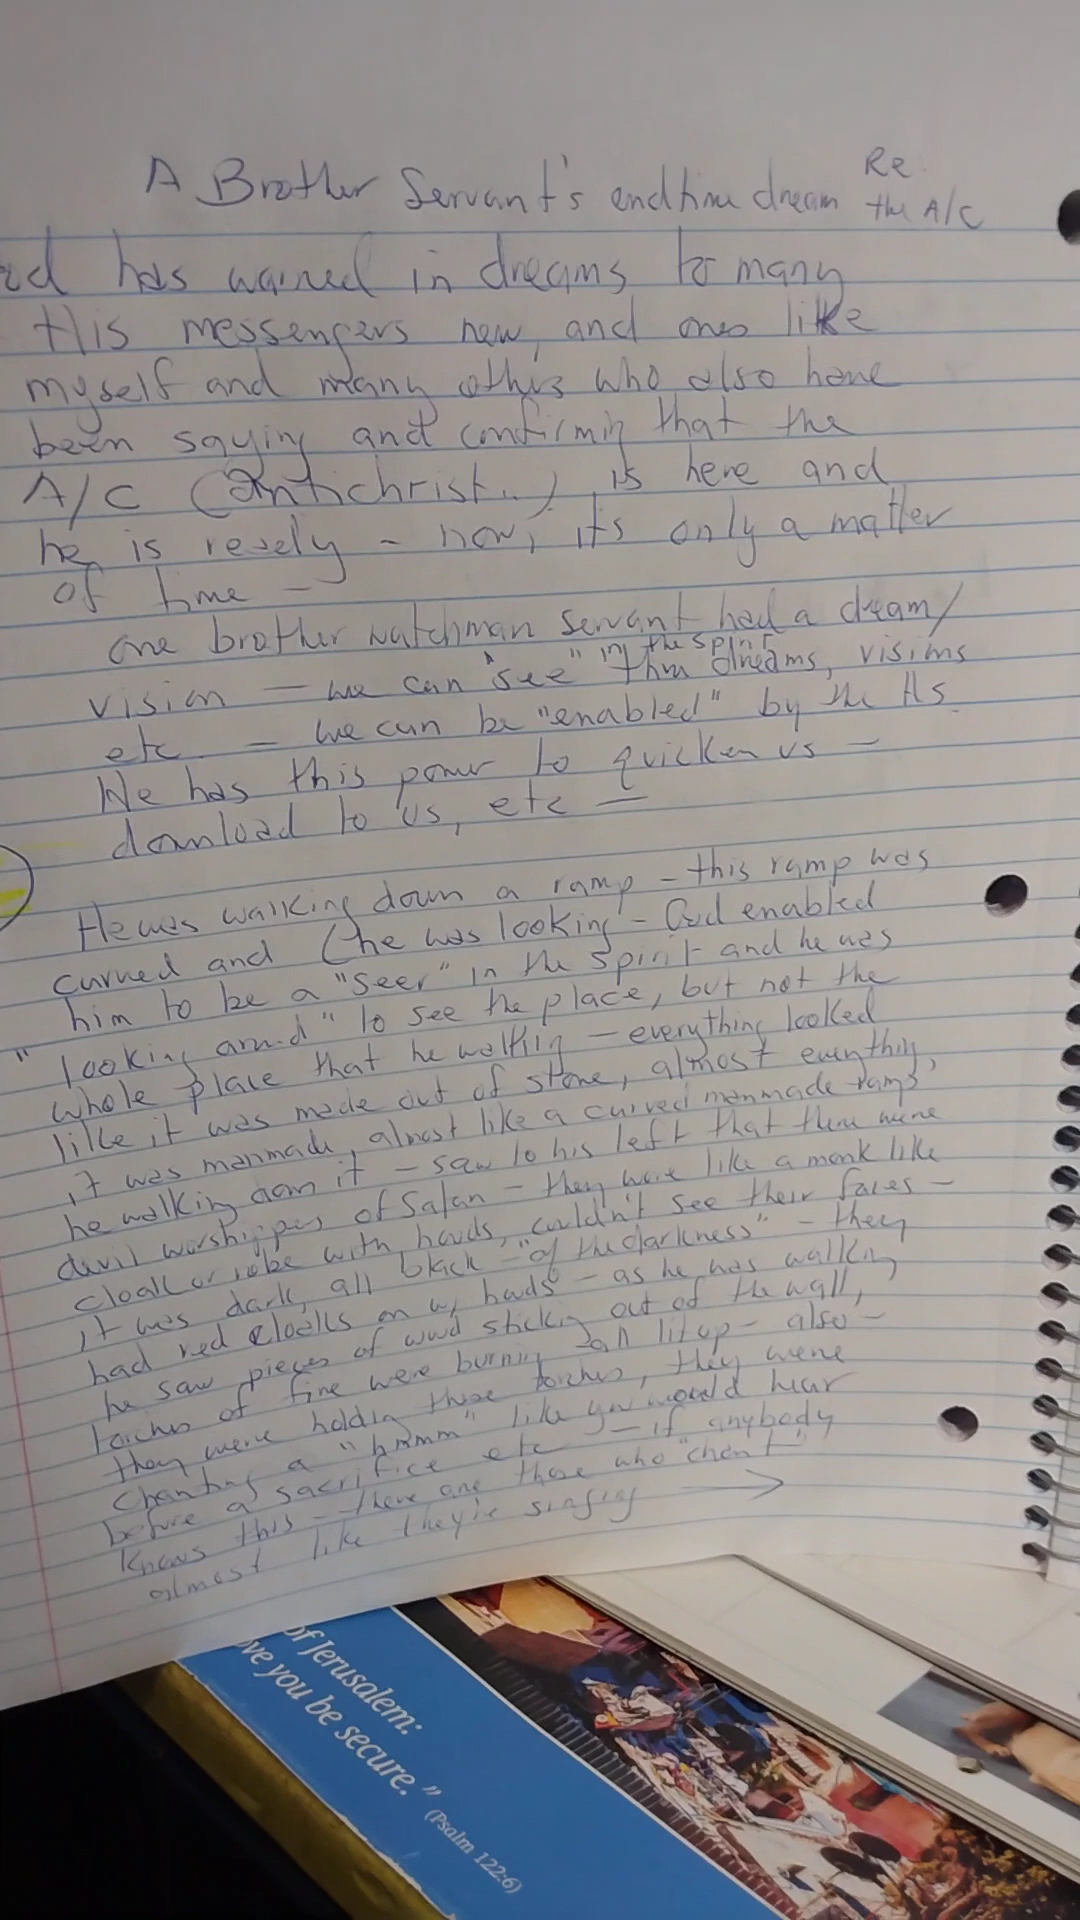 A Brother Servant's endtime dream Re. the A/C
has warned in dreams to many
His messengers now, and ones like
myself and many others who also have
been saying and confirming that the
A/C (Antichrist..) is here and
he is ready - now, it's only a matter
of time -
one brother watchman servant had a dream/
vision - we can "see" in the spirit thru dreams, visions
etc - we can be "enabled" by the HS
He has this power to quicken us -
download to us, etc -
He was walking down a ramp - this ramp was
curved and (he was looking - God enabled
him to be a "seer" in the spirit and he was
"looking around" to see the place, but not the
whole place that he walking - everything looked
like it was made out of stone, almost everything,
it was manmade, almost like a curved manmade ramp
he walking down it - saw to his left that there were
devil worshippers of Satan - they were like a monk like
cloak or robe with hoods, couldn't see their faces -
it was dark, all black - "of the darkness" - they
had red cloaks on w/ hoods - as he was walking
he saw pieces of wood sticking out of the wall,
torches of fire were burning - all lit up - also -
they were holding these torches, they were
chanting a "hmmm" like you would hear
before a sacrifice etc - if anybody
knows this - there are those who "chant"
almost like they're singing →
of Jerusalem:
ve you be secure."
(Psalm 122:6)